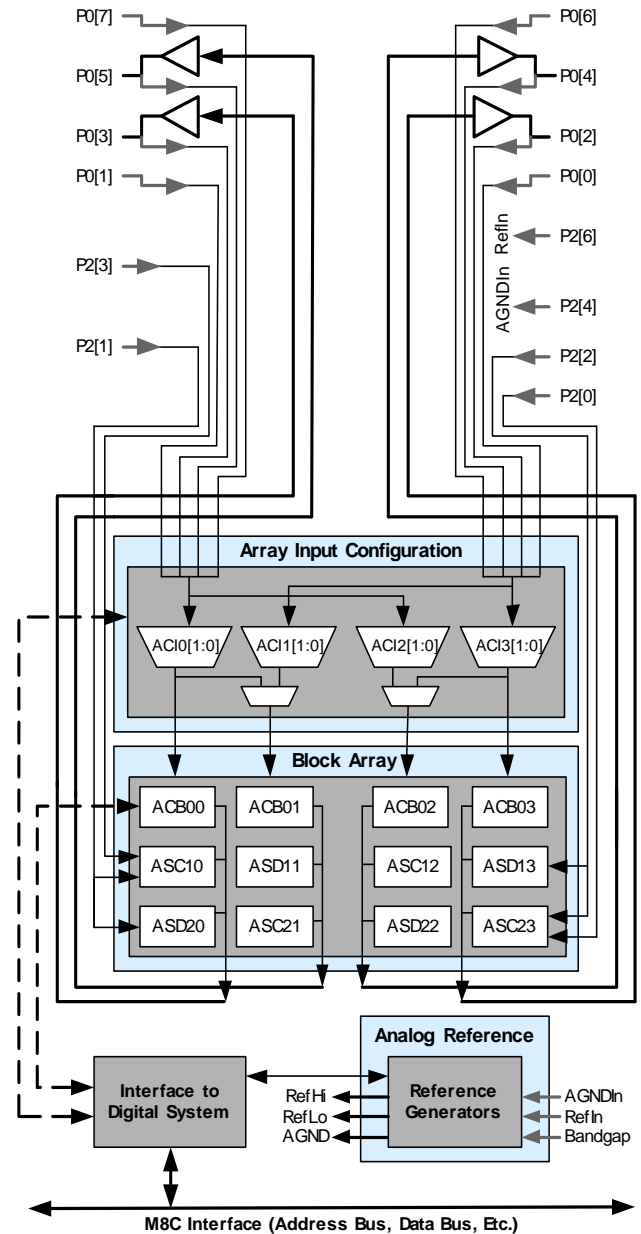 P0[7] P0[6]
P0[5] P0[4]
P0[3] P0[2]
P0[1] P0[0]
AGNDIn RefIn
P2[6]
P2[3]
P2[4]
P2[1] P2[2]
P2[0]
Array Input Configuration
ACI0[1:0] ACI1[1:0] ACI2[1:0] ACI3[1:0]
Block Array
ACB00 ACB01 ACB02 ACB03
ASC10 ASD11 ASC12 ASD13
ASD20 ASC21 ASD22 ASC23
Analog Reference
Interface to
Digital System
RefHi
RefLo
AGND
Reference
Generators
AGNDIn
RefIn
Bandgap
M8C Interface (Address Bus, Data Bus, Etc.)